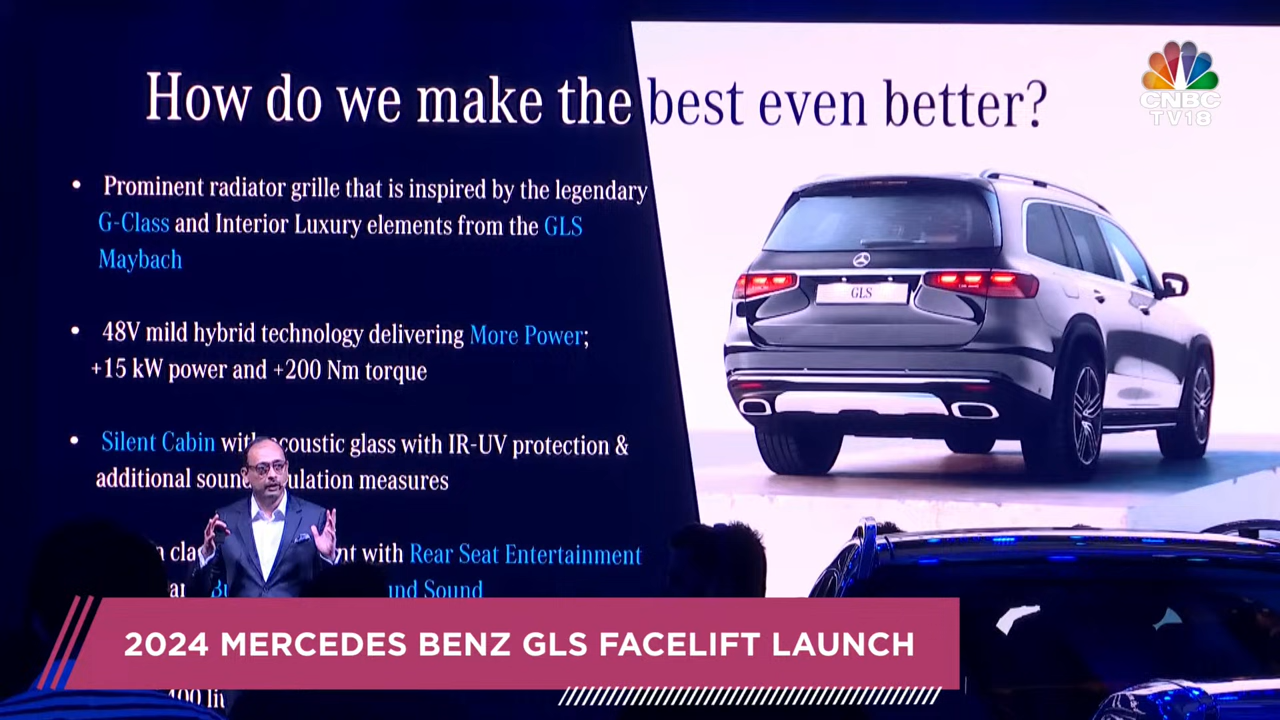 How do we make the best even better?
CNBC
TV18
• Prominent radiator grille that is inspired by the legendary
G-Class and Interior Luxury elements from the GLS
Maybach
GLS
• 48V mild hybrid technology delivering More Power;
+15 kW power and +200 Nm torque
• Silent Cabin with acoustic glass with IR-UV protection &
additional sound measures
with Rear Seat Entertainment
Sound
2024 MERCEDES BENZ GLS FACELIFT LAUNCH